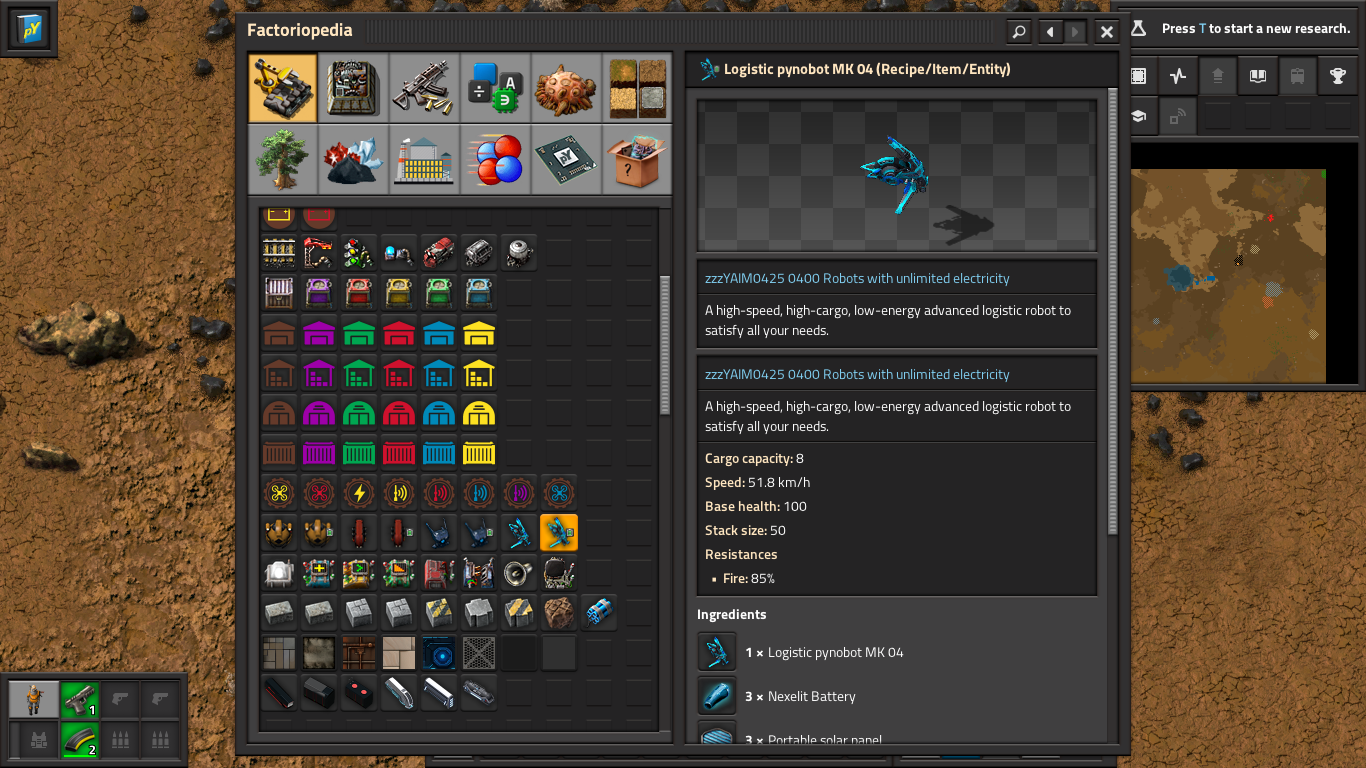 Factoriopedia
Press T to start a new research.
Logistic pynobot MK 04 (Recipe/Item/Entity)
zzzYAIM0425 0400 Robots with unlimited electricity
A high-speed, high-cargo, low-energy advanced logistic robot to
satisfy all your needs.
zzzYAIM0425 0400 Robots with unlimited electricity
A high-speed, high-cargo, low-energy advanced logistic robot to
satisfy all your needs.
Cargo capacity: 8
Speed: 51.8 km/h
Base health: 100
Stack size: 50
Resistances
▪ Fire: 85%
Ingredients
1 × Logistic pynobot MK 04
3 × Nexelit Battery
3 × Portable solar panel
pY
A
?
1
2